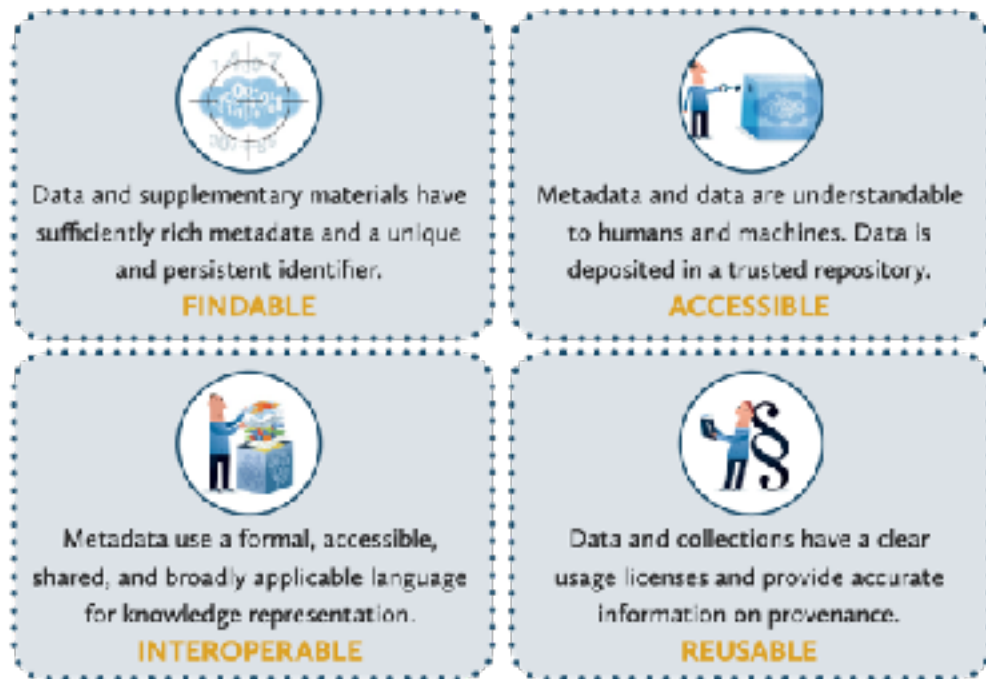 Data and supplementary materials have
sufficiently rich metadata and a unique
and persistent identifier.
FINDABLE
Metadata and data are understandable
to humans and machines. Data is
deposited in a trusted repository.
ACCESSIBLE
Metadata use a formal, accessible,
shared, and broadly applicable language
for knowledge representation.
INTEROPERABLE
§
Data and collections have a clear
usage licenses and provide accurate
information on provenance.
REUSABLE